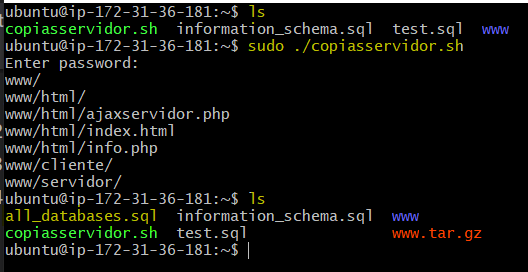 ubuntu@ip-172-31-36-181:~$ ls
copiasservidor.sh  information_schema.sql  test.sql  www
ubuntu@ip-172-31-36-181:~$ sudo ./copiasservidor.sh
Enter password:
www/
www/html/
www/html/ajaxservidor.php
www/html/index.html
www/html/info.php
www/cliente/
www/servidor/
ubuntu@ip-172-31-36-181:~$ ls
all_databases.sql  information_schema.sql  www
copiasservidor.sh  test.sql                www.tar.gz
ubuntu@ip-172-31-36-181:~$